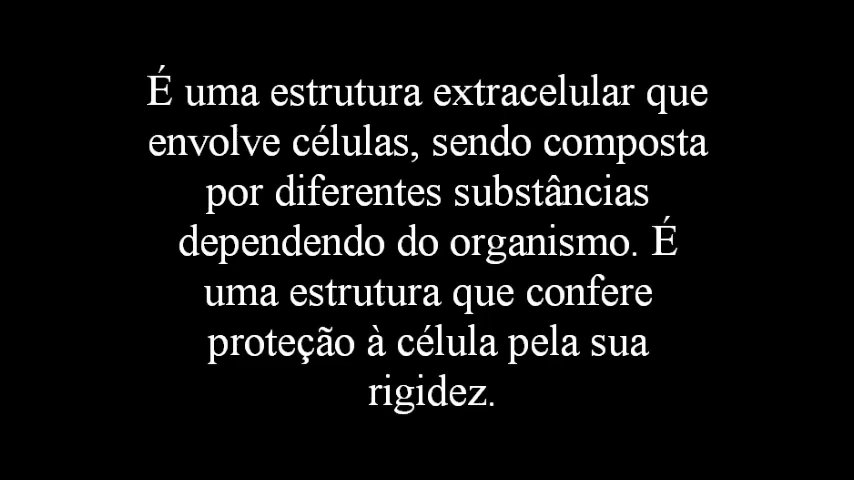 É uma estrutura extracelular que
envolve células, sendo composta
por diferentes substâncias
dependendo do organismo. É
uma estrutura que confere
proteção à célula pela sua
rigidez.